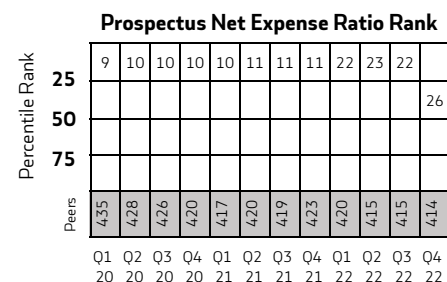 Prospectus Net Expense Ratio Rank
Percentile Rank
9 10 10 10 10 11 11 11 22 23 22
25
26
50
75
Peers
435 428 426 420 417 420 419 423 420 415 415 414
Q1 Q2 Q3 Q4 Q1 Q2 Q3 Q4 Q1 Q2 Q3 Q4
20 20 20 20 21 21 21 21 22 22 22 22